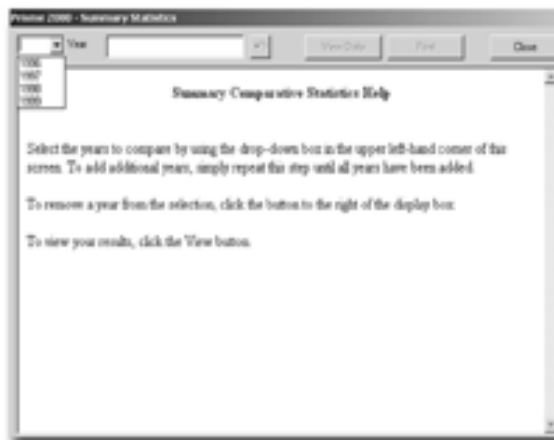 2000 - Summary Statistics
Year
View Data
Print
Close
1996
1997
1998
1999
Summary Comparative Statistics Help
Select the years to compare by using the drop-down box in the upper left-hand corner of this
screen. To add additional years, simply repeat this step until all years have been added.
To remove a year from the selection, click the button to the right of the display box.
To view your results, click the View button.